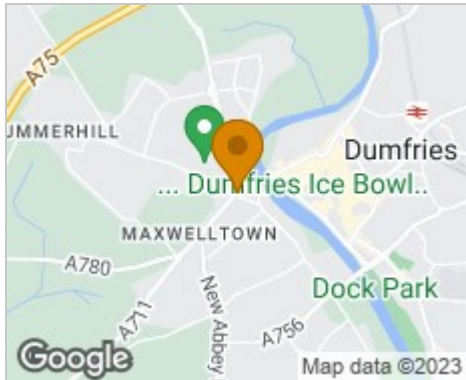 A75
UMMERHILL
Dumfries
... Dumfries Ice Bowl..
MAXWELLTOWN
A780
A711
New Abbey
A756
Dock Park
Google
Map data ©2023